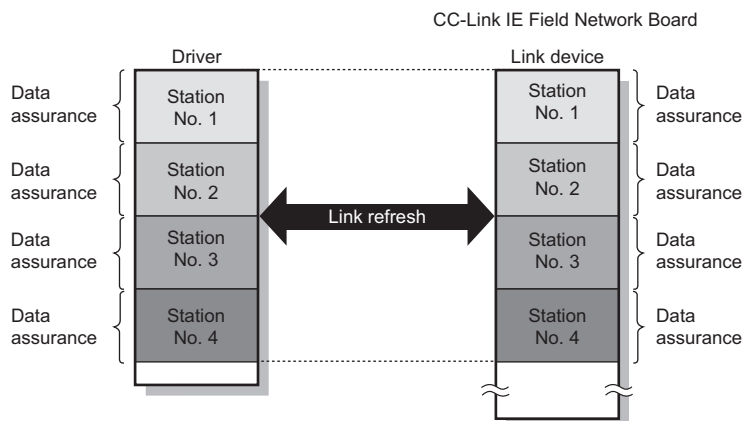 CC-Link IE Field Network Board
Driver
Link device
Data
assurance
Station
No. 1
Station
No. 1
Data
assurance
Data
assurance
Station
No. 2
Station
No. 2
Data
assurance
Link refresh
Data
assurance
Station
No. 3
Station
No. 3
Data
assurance
Data
assurance
Station
No. 4
Station
No. 4
Data
assurance